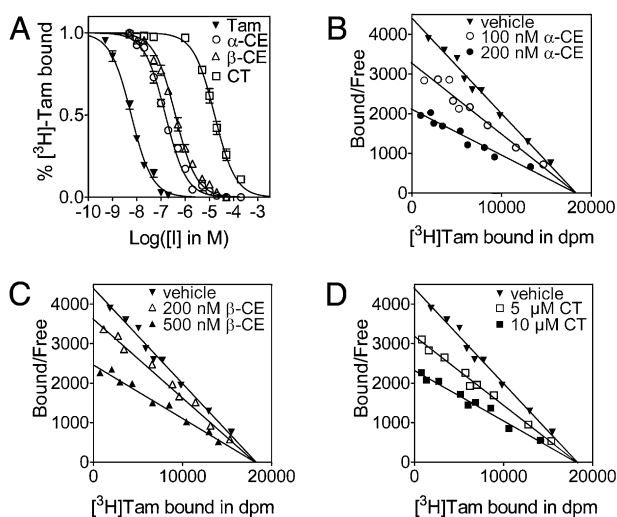 A
Tam
α-CE
β-CE
CT
% [³H]-Tam bound
1.0
0.5
0.0
-10 -9 -8 -7 -6 -5 -4 -3
Log([I] in M)
B
vehicle
100 nM α-CE
200 nM α-CE
Bound/Free
4000
3000
2000
1000
0
0 10000 20000
[³H]Tam bound in dpm
C
vehicle
200 nM β-CE
500 nM β-CE
Bound/Free
4000
3000
2000
1000
0
0 10000 20000
[³H]Tam bound in dpm
D
vehicle
5 µM CT
10 µM CT
Bound/Free
4000
3000
2000
1000
0
0 10000 20000
[³H]Tam bound in dpm